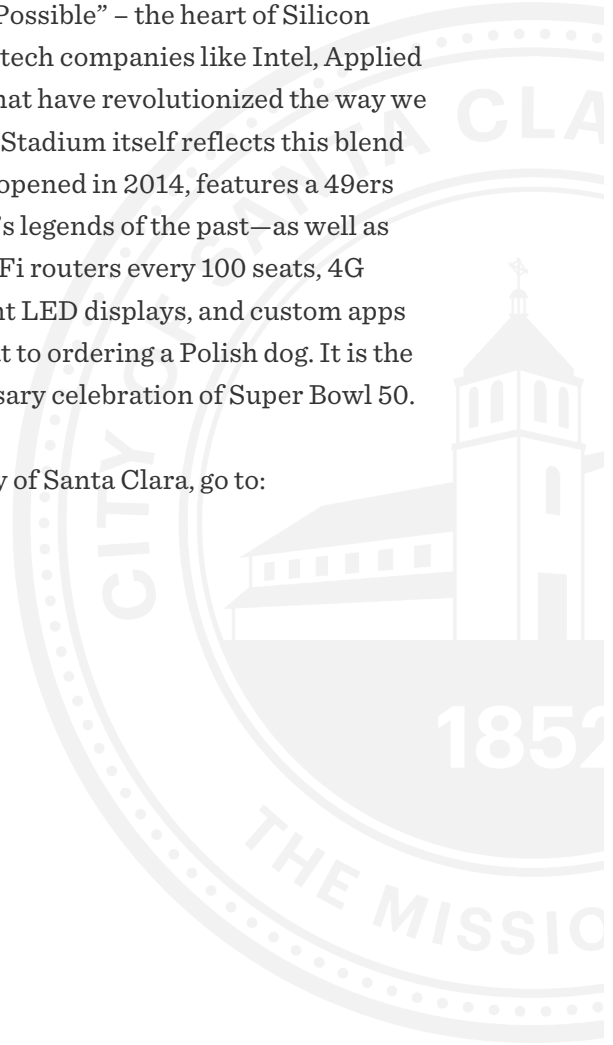 Possible” – the heart of Silicon
tech companies like Intel, Applied
hat have revolutionized the way we
Stadium itself reflects this blend
opened in 2014, features a 49ers
’s legends of the past—as well as
Fi routers every 100 seats, 4G
nt LED displays, and custom apps
t to ordering a Polish dog. It is the
sary celebration of Super Bowl 50.
y of Santa Clara, go to:
CITY OF SANTA CLA
1852
THE MISSIO